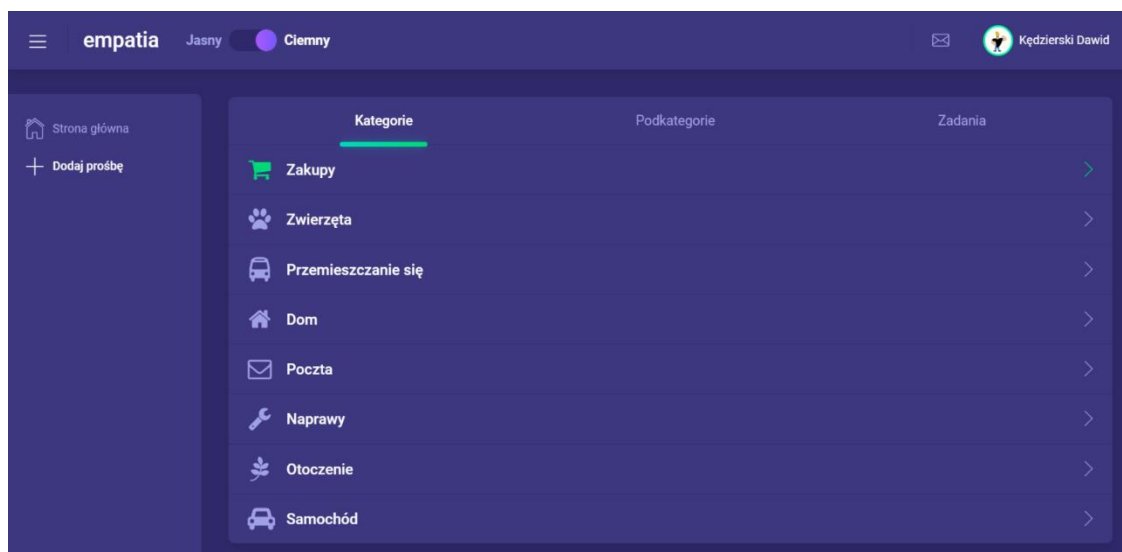 empatia Jasny Ciemny Kędzierski Dawid
Strona główna
Dodaj prośbę
Kategorie Podkategorie Zadania
Zakupy
Zwierzęta
Przemieszczanie się
Dom
Poczta
Naprawy
Otoczenie
Samochód